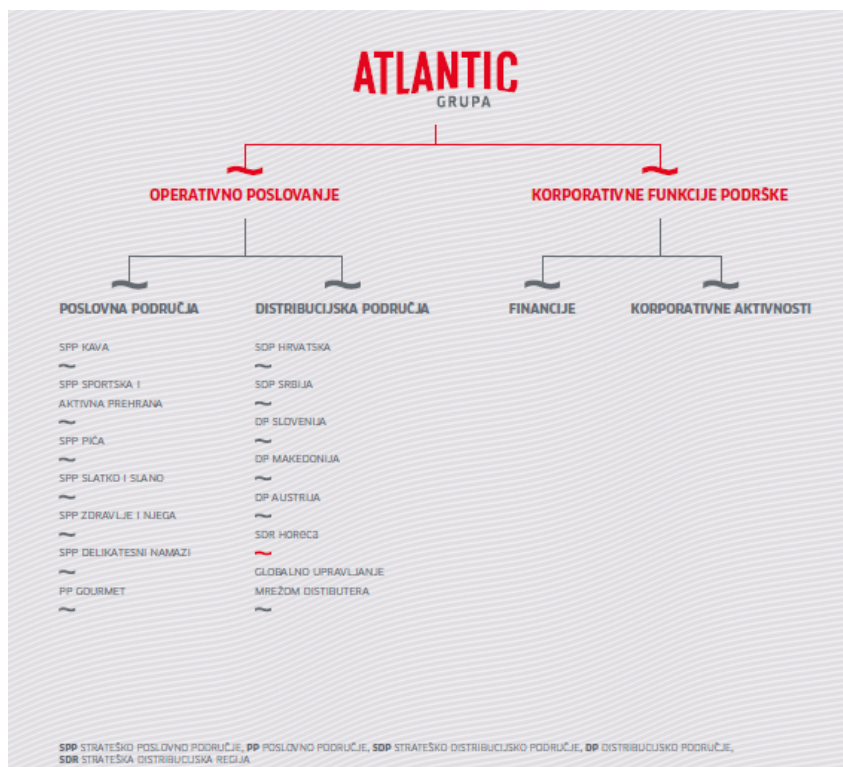 ATLANTIC
GRUPA
OPERATIVNO POSLOVANJE
KORPORATIVNE FUNKCIJE PODRŠKE
POSLOVNA PODRUČJA
SPP KAVA
SPP SPORTSKA I
AKTIVNA PREHRANA
SPP PIĆA
SPP SLATKO I SLANO
SPP ZDRAVLJE I NJEGA
SPP DELIKATESNI NAMAZI
PP GOURMET
DISTRIBUCIJSKA PODRUČJA
SDP HRVATSKA
SDP SRBIJA
DP SLOVENIJA
DP MAKEDONIJA
DP AUSTRIJA
SDR HORECA
GLOBALNO UPRAVLJANJE
MREŽOM DISTIBUTERA
FINANCIJE
KORPORATIVNE AKTIVNOSTI
SPP STRATEŠKO POSLOVNO PODRUČJE, PP POSLOVNO PODRUČJE, SDP STRATEŠKO DISTRIBUCIJSKO PODRUČJE, DP DISTRIBUCIJSKO PODRUČJE,
SDR STRATEŠKA DISTRIBUCIJSKA REGIJA